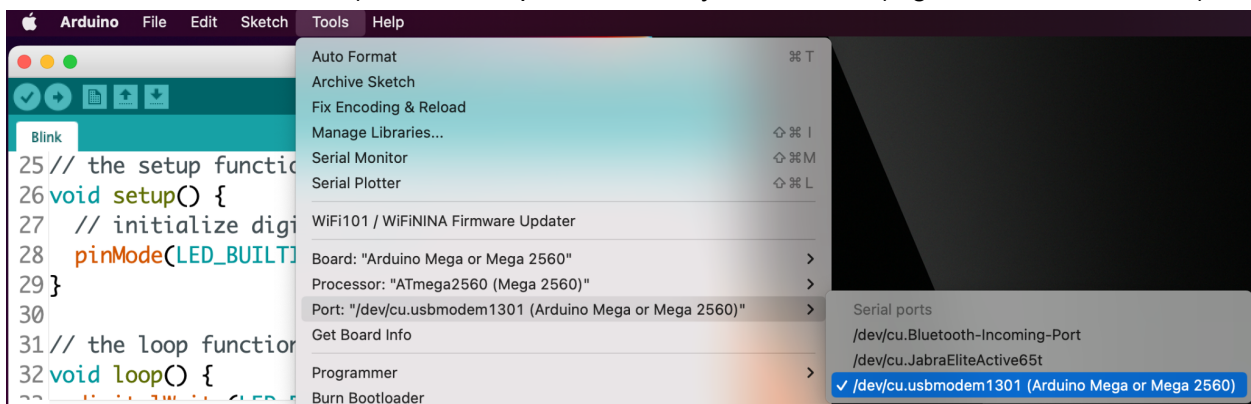 Arduino File Edit Sketch Tools Help
Blink
25 // the setup functio
26 void setup() {
27 // initialize digi
28 pinMode(LED_BUILTI
29 }
30
31 // the loop function
32 void loop() {
Auto Format ⌘ T
Archive Sketch
Fix Encoding & Reload
Manage Libraries... ⇧ ⌘ I
Serial Monitor ⇧ ⌘ M
Serial Plotter ⇧ ⌘ L
WiFi101 / WiFiNINA Firmware Updater
Board: "Arduino Mega or Mega 2560" >
Processor: "ATmega2560 (Mega 2560)" >
Port: "/dev/cu.usbmodem1301 (Arduino Mega or Mega 2560)" >
Get Board Info
Programmer >
Burn Bootloader
Serial ports
/dev/cu.Bluetooth-Incoming-Port
/dev/cu.JabraEliteActive65t
✓ /dev/cu.usbmodem1301 (Arduino Mega or Mega 2560)